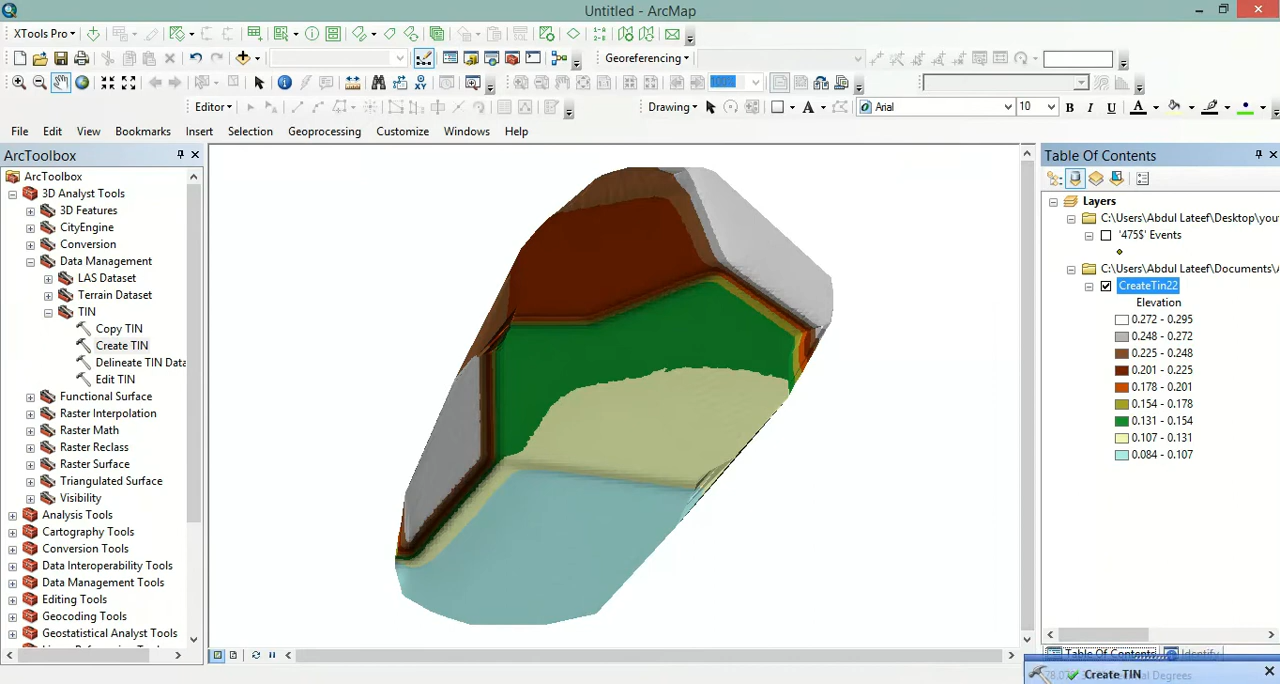 Untitled - ArcMap
XTools Pro
Georeferencing
100%
Editor
Drawing
Arial
10
B I U A
File Edit View Bookmarks Insert Selection Geoprocessing Customize Windows Help
ArcToolbox
ArcToolbox
3D Analyst Tools
3D Features
CityEngine
Conversion
Data Management
LAS Dataset
Terrain Dataset
TIN
Copy TIN
Create TIN
Delineate TIN Data
Edit TIN
Functional Surface
Raster Interpolation
Raster Math
Raster Reclass
Raster Surface
Triangulated Surface
Visibility
Analysis Tools
Cartography Tools
Conversion Tools
Data Interoperability Tools
Data Management Tools
Editing Tools
Geocoding Tools
Geostatistical Analyst Tools
Table Of Contents
Layers
C:\Users\Abdul Lateef\Desktop\you
'475$' Events
C:\Users\Abdul Lateef\Documents\A
CreateTin22
Elevation
0.272 - 0.295
0.248 - 0.272
0.225 - 0.248
0.201 - 0.225
0.178 - 0.201
0.154 - 0.178
0.131 - 0.154
0.107 - 0.131
0.084 - 0.107
Table Of Contents Identify
Create TIN